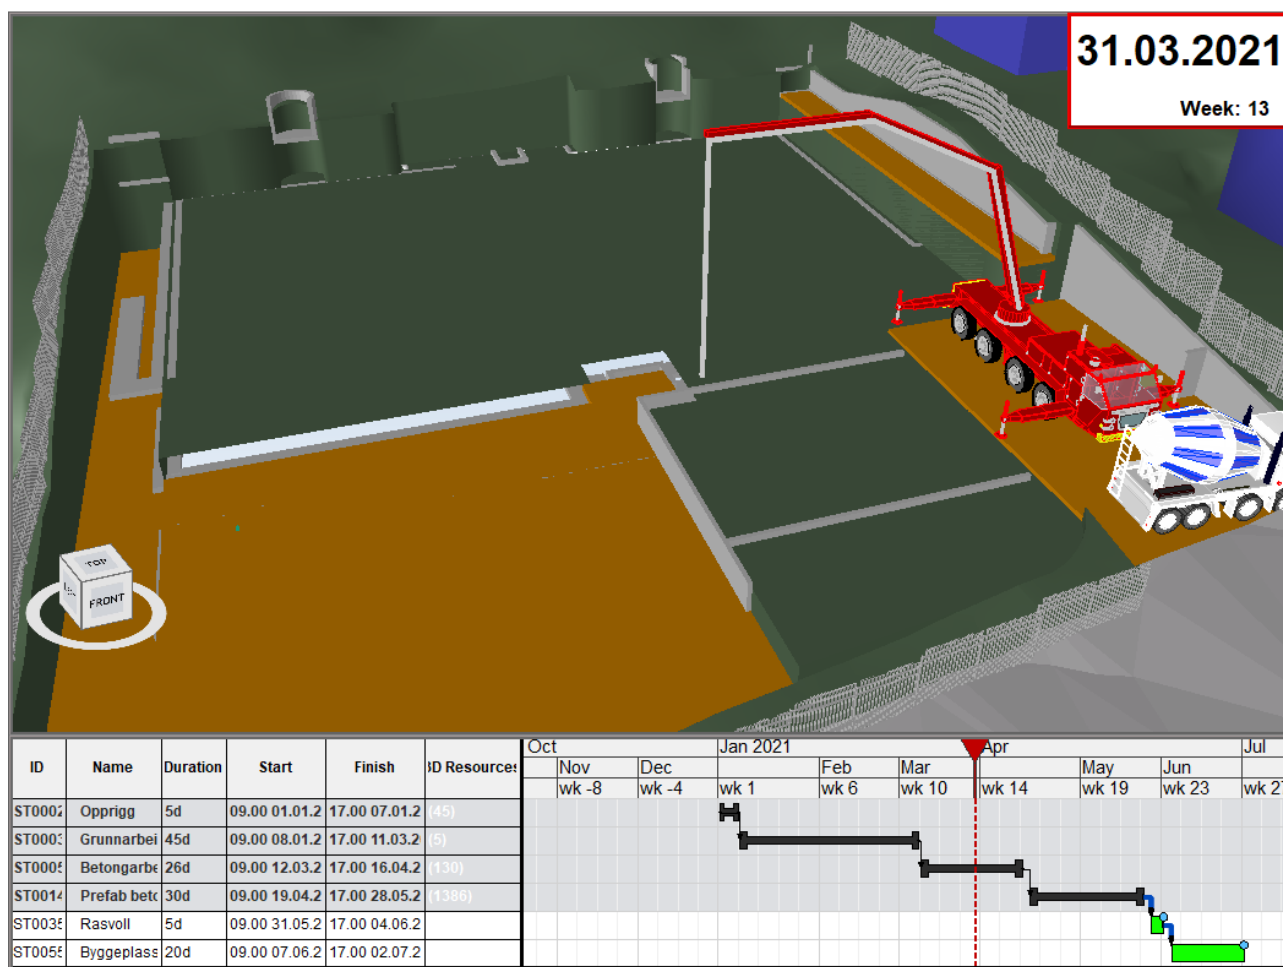 31.03.2021
Week: 13
TOP
FRONT
ID Name Duration Start Finish 3D Resources
Oct Jan 2021 Apr Jul
Nov Dec Feb Mar May Jun
wk -8 wk -4 wk 1 wk 6 wk 10 wk 14 wk 19 wk 23 wk 2
ST0002 Opprigg 5d 09.00 01.01.2 17.00 07.01.2 (45)
ST0003 Grunnarbei 45d 09.00 08.01.2 17.00 11.03.2 (5)
ST0005 Betongarbe 26d 09.00 12.03.2 17.00 16.04.2 (130)
ST0014 Prefab betc 30d 09.00 19.04.2 17.00 28.05.2 (1386)
ST0035 Rasvoll 5d 09.00 31.05.2 17.00 04.06.2
ST0055 Byggeplass 20d 09.00 07.06.2 17.00 02.07.2